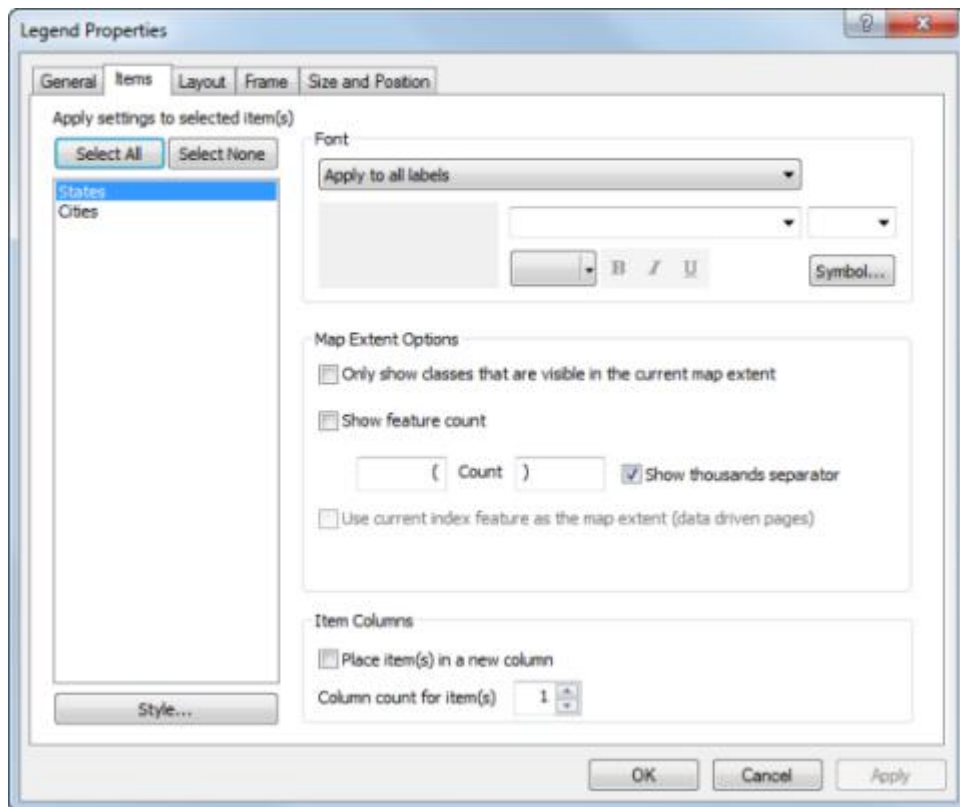 Legend Properties
General Items Layout Frame Size and Position
Apply settings to selected item(s)
Select All Select None
States
Cities
Style...
Font
Apply to all labels
B I U Symbol...
Map Extent Options
Only show classes that are visible in the current map extent
Show feature count
( Count ) Show thousands separator
Use current index feature as the map extent (data driven pages)
Item Columns
Place item(s) in a new column
Column count for item(s) 1
OK Cancel Apply